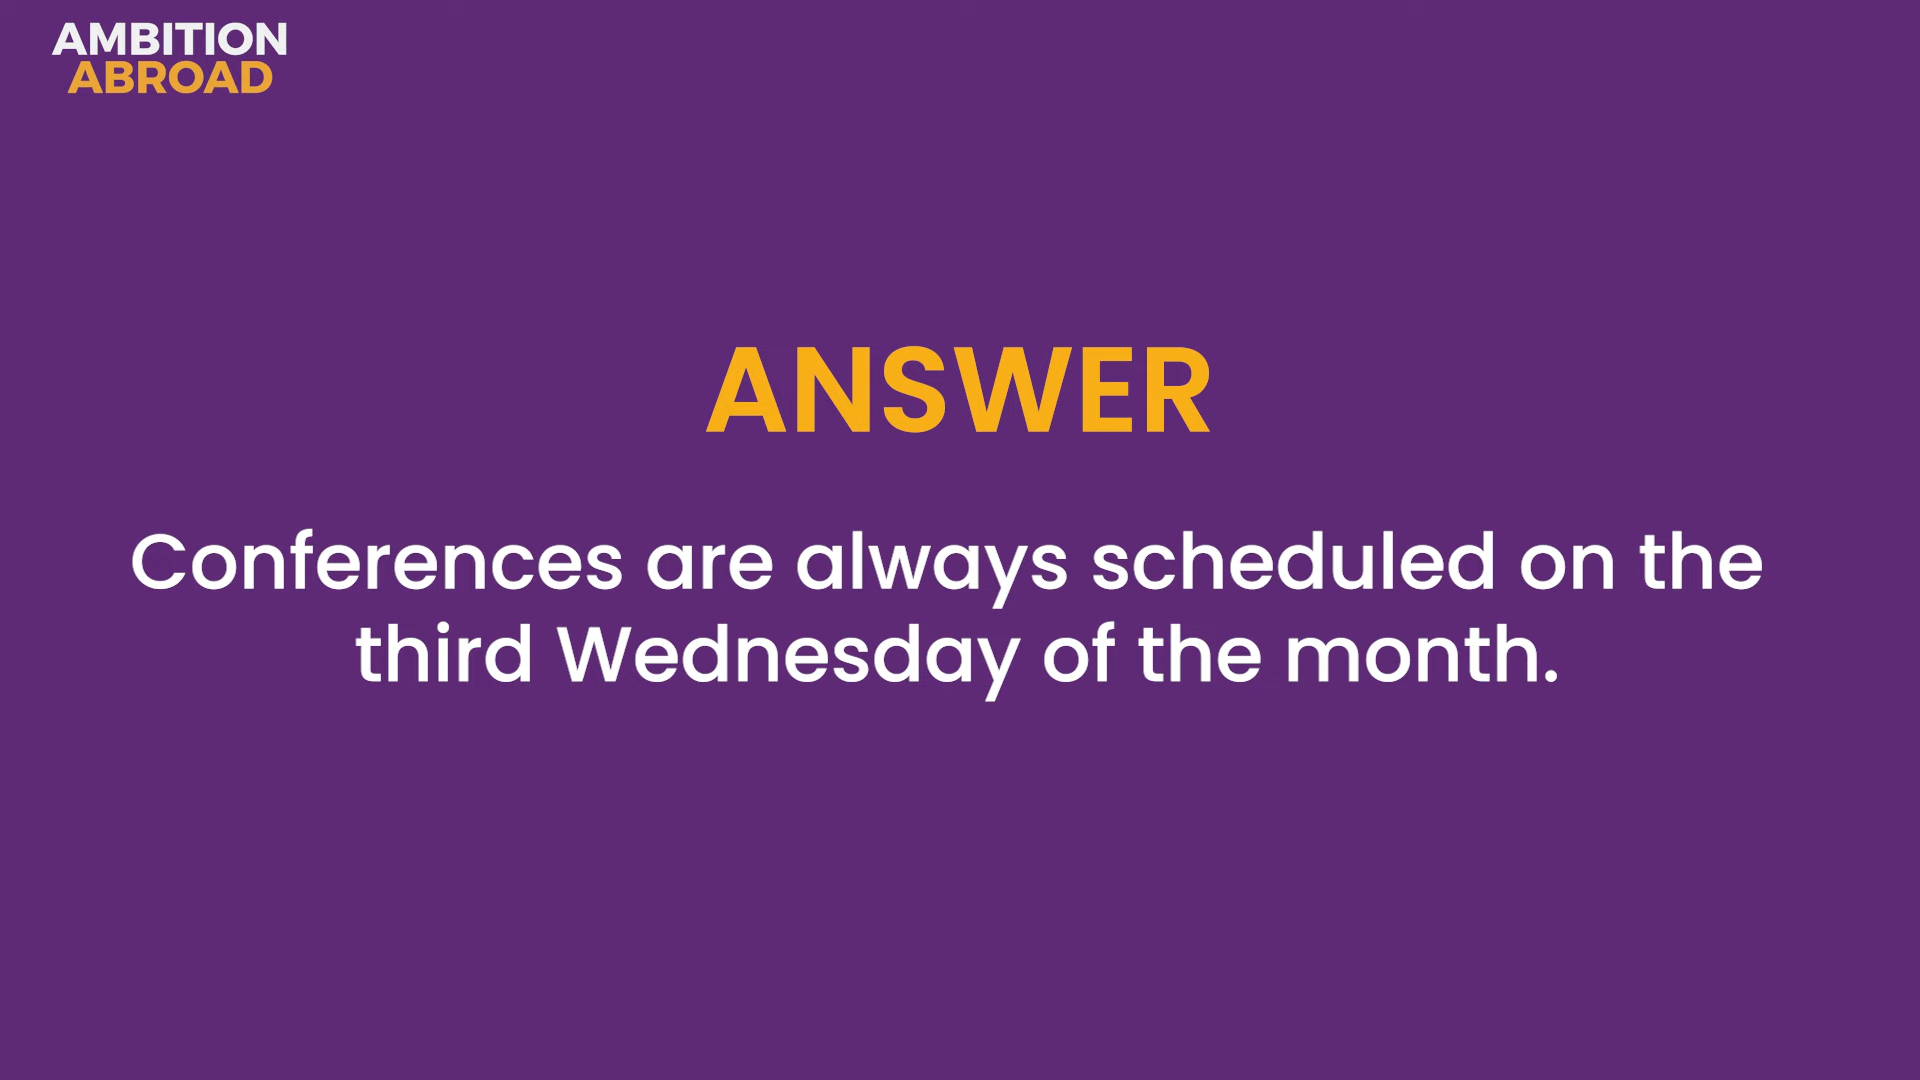 AMBITION
ABROAD
ANSWER
Conferences are always scheduled on the
third Wednesday of the month.